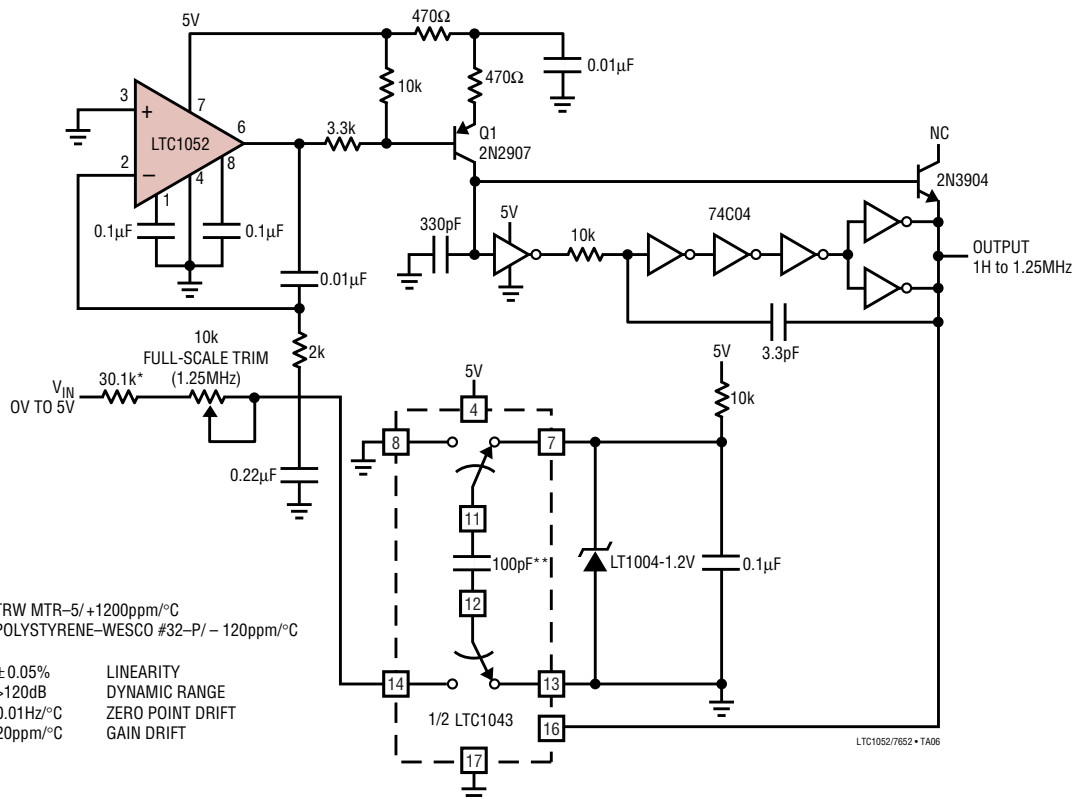 470Ω
5V
0.01µF
10k
470Ω
3
+
7
Q1
2N2907
NC
LTC1052
6
3.3k
2
–
8
4
1
2N3904
5V
74C04
0.1µF
0.1µF
330pF
10k
OUTPUT
1H to 1.25MHz
0.01µF
10k
FULL-SCALE TRIM
(1.25MHz)
2k
3.3pF
5V
5V
VIN
OV TO 5V
30.1k*
10k
4
8
7
0.22µF
11
100pF**
LT1004-1.2V
0.1µF
12
TRW MTR–5/ +1200ppm/°C
POLYSTYRENE–WESCO #32–P/ – 120ppm/°C
±0.05% LINEARITY
>120dB DYNAMIC RANGE
0.01Hz/°C ZERO POINT DRIFT
20ppm/°C GAIN DRIFT
14
13
1/2 LTC1043
16
17
LTC1052/7652 • TA06